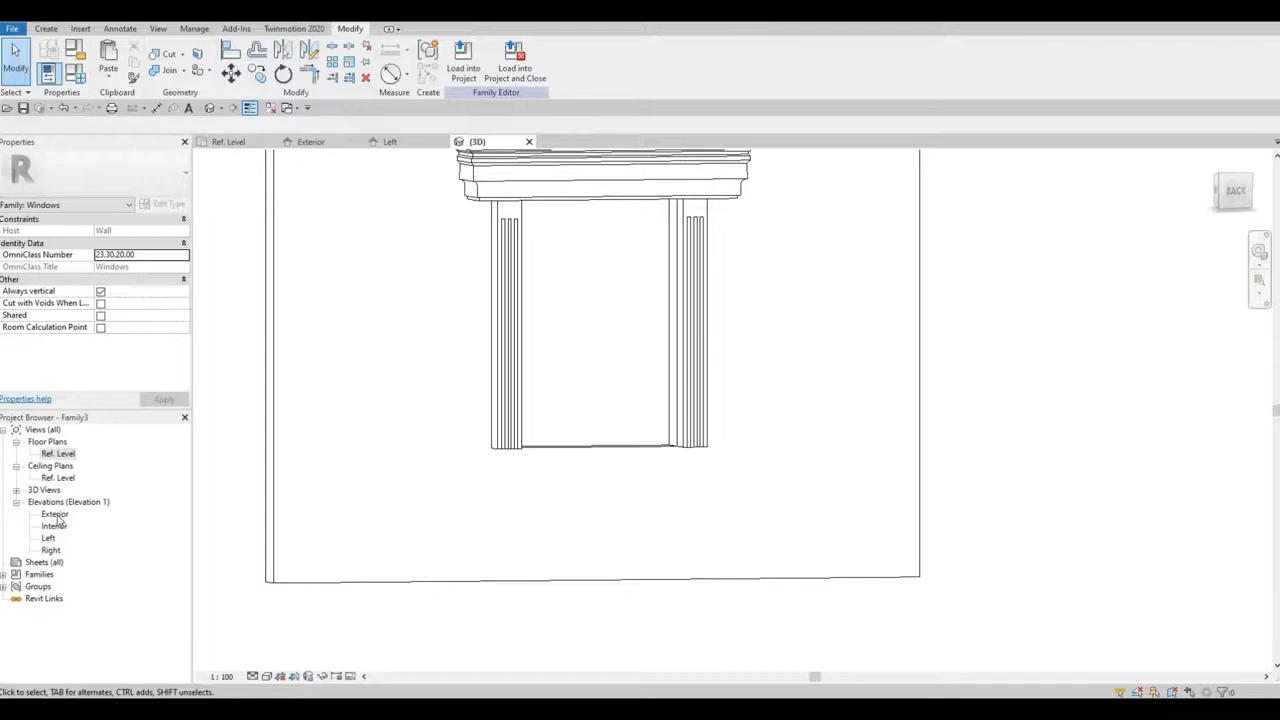 File Create Insert Annotate View Manage Add-Ins Twinmotion 2020 Modify
Modify Paste Cut Join Load into Project Load into Project and Close
Select Properties Clipboard Geometry Modify Measure Create Family Editor
Properties Ref. Level Exterior Left (3D)
R
BACK
Family: Windows Edit Type
Constraints
Host Wall
Identity Data
OmniClass Number 23.30.20.00
OmniClass Title Windows
Other
Always vertical
Cut with Voids When L...
Shared
Room Calculation Point
Properties help Apply
Project Browser - Family3
Views (all)
Floor Plans
Ref. Level
Ceiling Plans
Ref. Level
3D Views
Elevations (Elevation 1)
Exterior
Interior
Left
Right
Sheets (all)
Families
Groups
Revit Links
1 : 100
Click to select, TAB for alternates, CTRL adds, SHIFT unselects.
:0